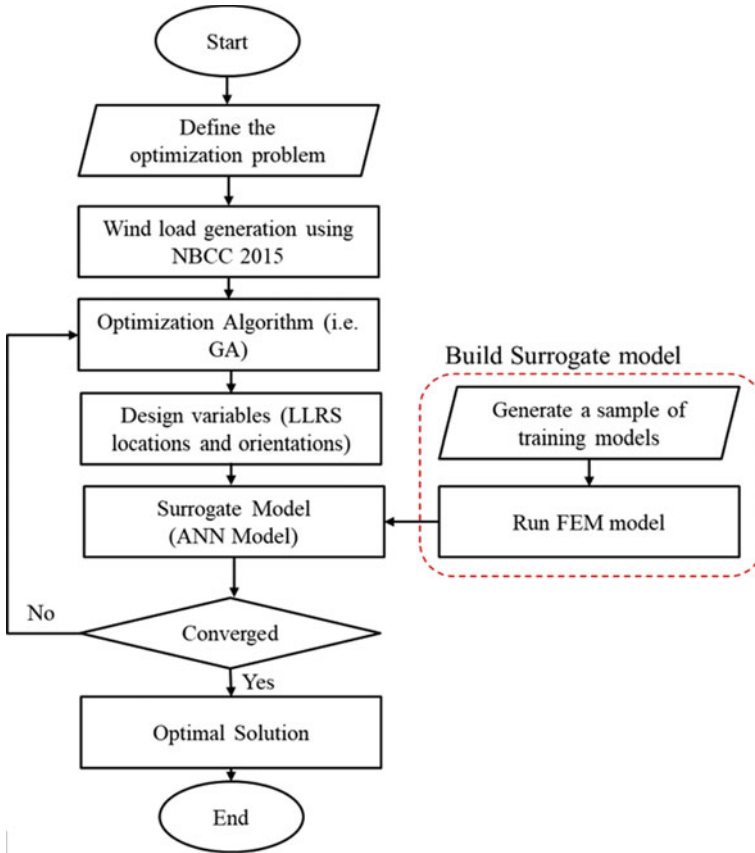 Start
Define the
optimization problem
Wind load generation using
NBCC 2015
Optimization Algorithm (i.e.
GA)
Build Surrogate model
Design variables (LLRS
locations and orientations)
Generate a sample of
training models
Surrogate Model
(ANN Model)
Run FEM model
No
Converged
Yes
Optimal Solution
End